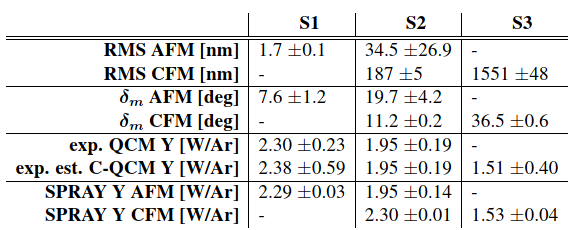 S1 S2 S3
RMS AFM [nm] 1.7 ±0.1 34.5 ±26.9 -
RMS CFM [nm] - 187 ±5 1551 ±48
δm AFM [deg] 7.6 ±1.2 19.7 ±4.2 -
δm CFM [deg] - 11.2 ±0.2 36.5 ±0.6
exp. QCM Y [W/Ar] 2.30 ±0.23 1.95 ±0.19 -
exp. est. C-QCM Y [W/Ar] 2.38 ±0.59 1.95 ±0.19 1.51 ±0.40
SPRAY Y AFM [W/Ar] 2.29 ±0.03 1.95 ±0.14 -
SPRAY Y CFM [W/Ar] - 2.30 ±0.01 1.53 ±0.04